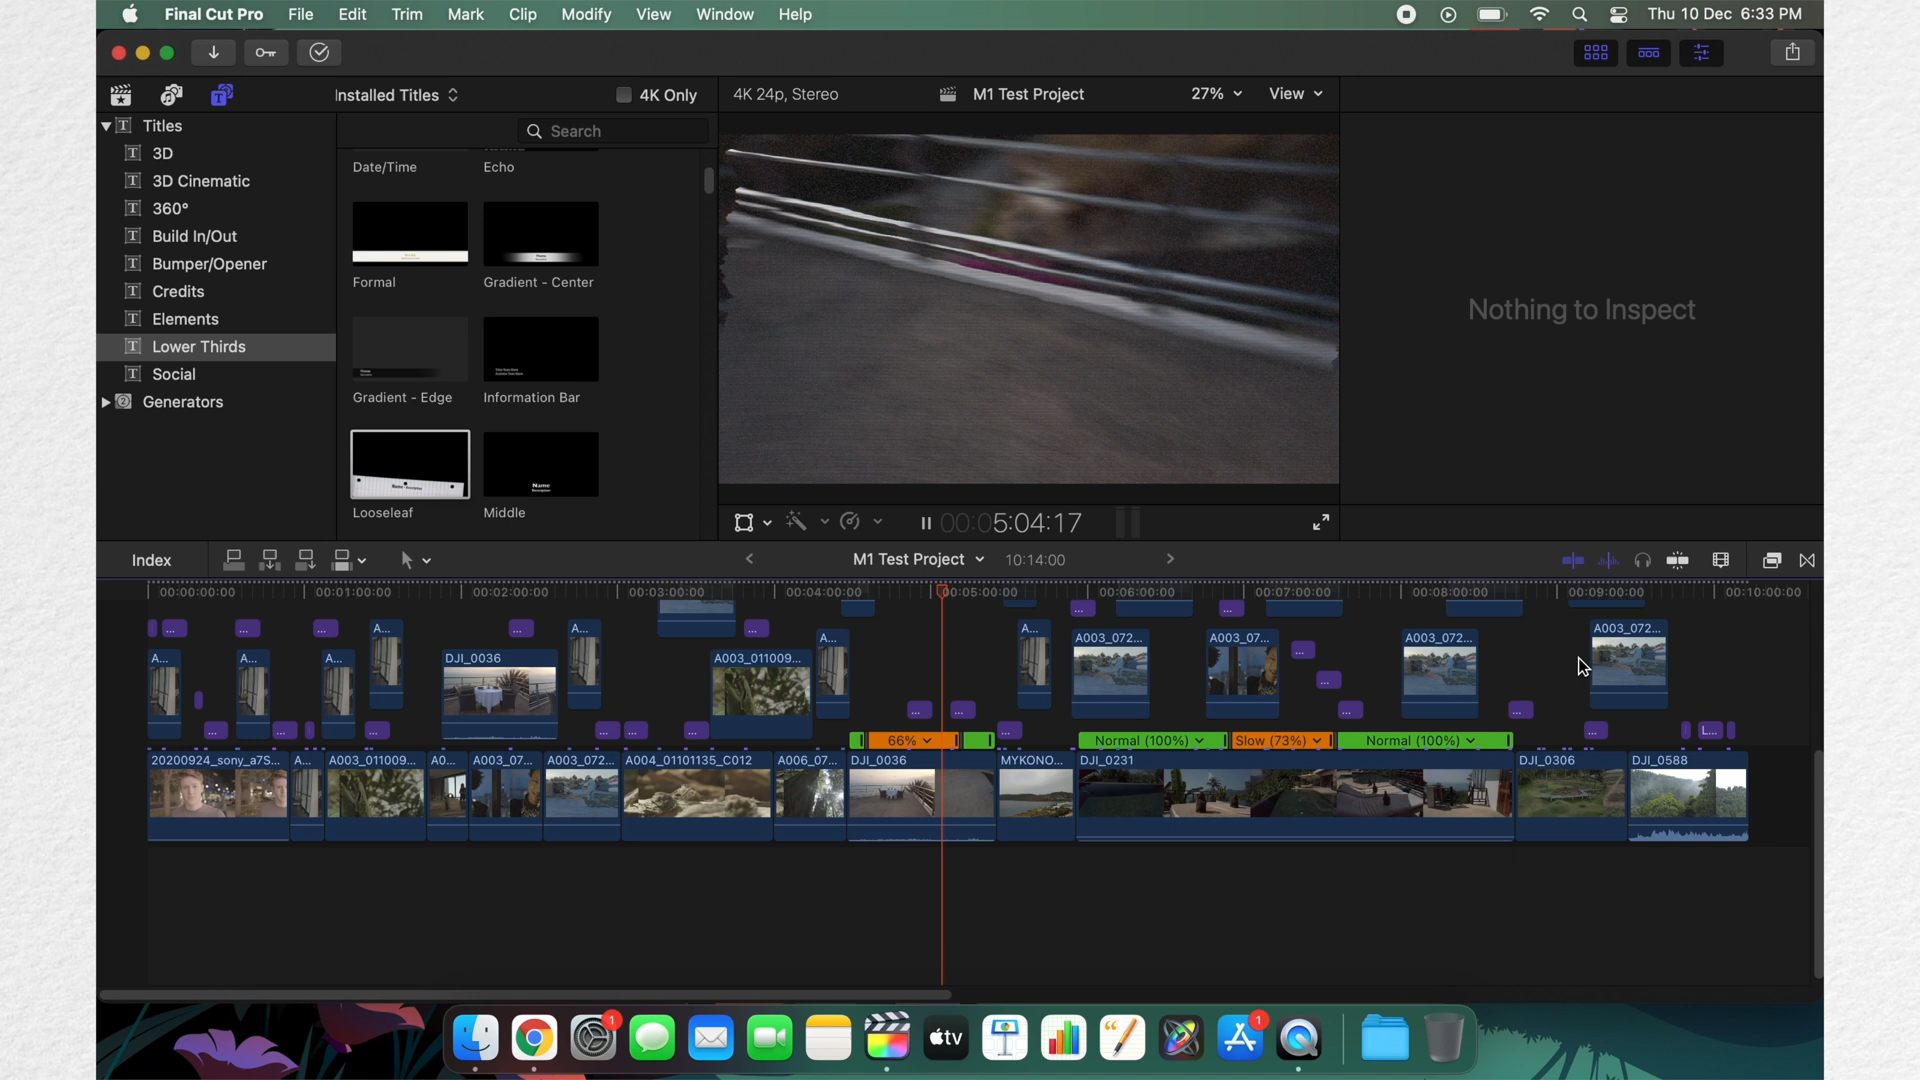 Final Cut Pro File Edit Trim Mark Clip Modify View Window Help
Thu 10 Dec 6:33 PM
Installed Titles
4K Only
4K 24p, Stereo
M1 Test Project
27%
View
Titles
3D
3D Cinematic
360°
Build In/Out
Bumper/Opener
Credits
Elements
Lower Thirds
Social
Generators
Search
Date/Time
Echo
Formal
Gradient - Center
Gradient - Edge
Information Bar
Looseleaf
Middle
Nothing to Inspect
00:05:04:17
Index
M1 Test Project
10:14:00
00:00:00:00
00:01:00:00
00:02:00:00
00:03:00:00
00:04:00:00
00:05:00:00
00:06:00:00
00:07:00:00
00:08:00:00
00:09:00:00
00:10:00:00
... ... ... ... ... ... ...
A... A... A... A003_072...
A... A003_072... A003_07... A003_072...
A... A... A... DJI_0036 A003_011009...
... ... ... ... ...
... ... ... ... ... ... ... ... L...
66%
Normal (100%)
Slow (73%)
Normal (100%)
20200924_sony_a7S... A... A003_011009... A0... A003_07... A003_072... A004_01101135_C012 A006_07... DJI_0036 MYKONO... DJI_0231 DJI_0306 DJI_0588
1
tv
1